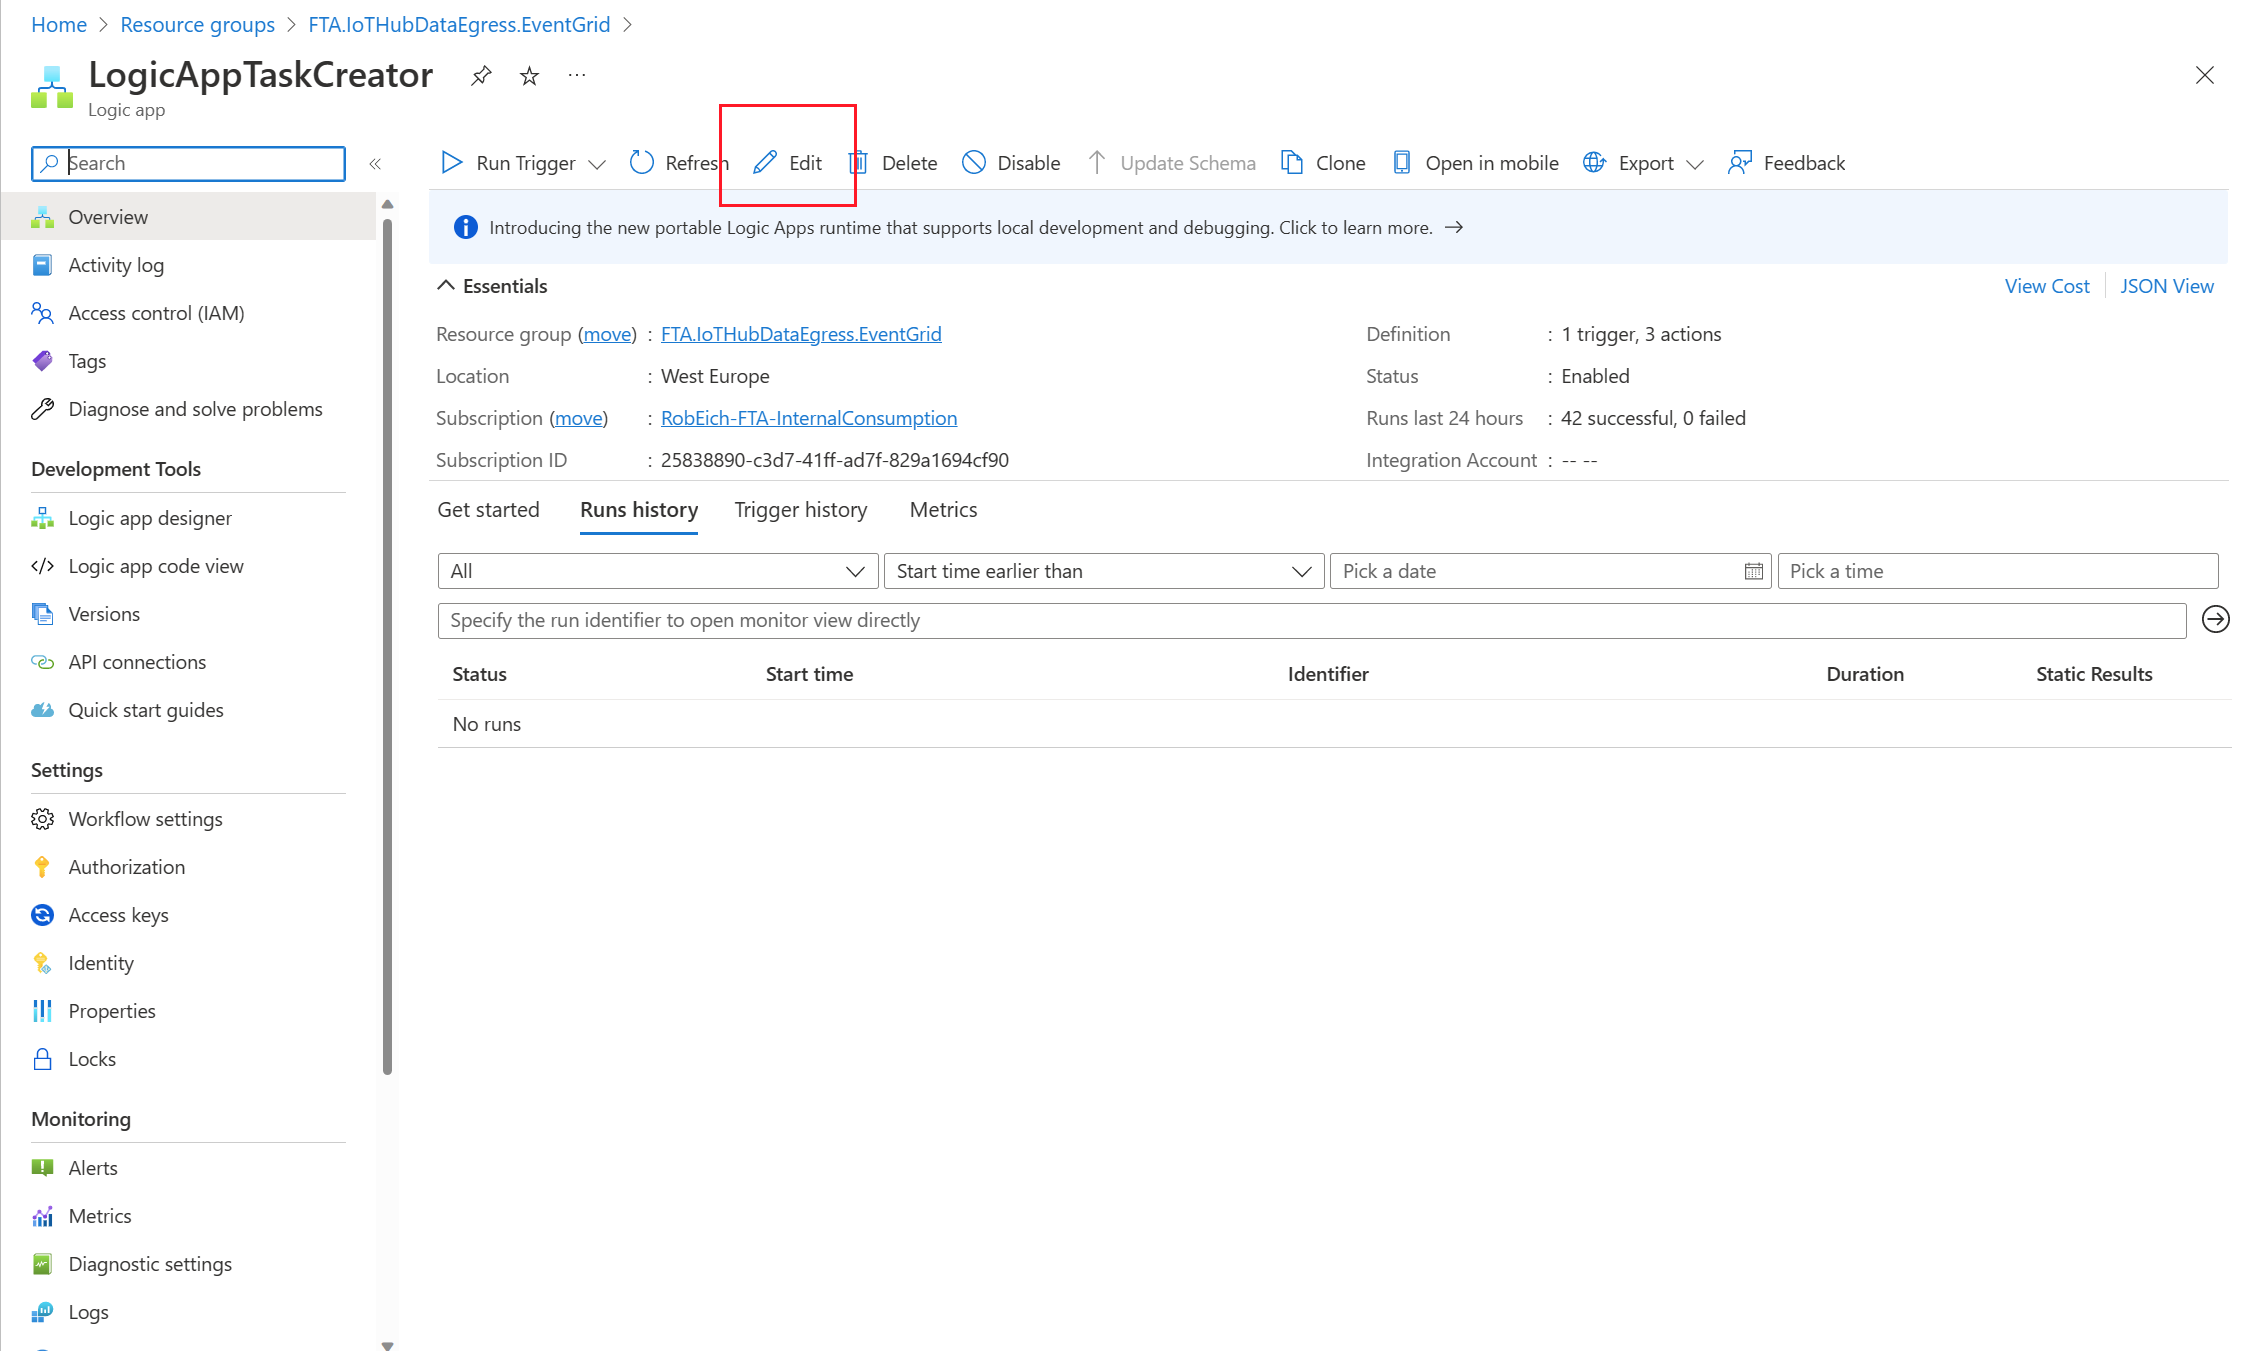 Home > Resource groups > FTA.IoTHubDataEgress.EventGrid >
LogicAppTaskCreator ···
Logic app
Search «
Overview
Activity log
Access control (IAM)
Tags
Diagnose and solve problems
Development Tools
Logic app designer
Logic app code view
Versions
API connections
Quick start guides
Settings
Workflow settings
Authorization
Access keys
Identity
Properties
Locks
Monitoring
Alerts
Metrics
Diagnostic settings
Logs
Run Trigger Refresh Edit Delete Disable Update Schema Clone Open in mobile Export Feedback
Introducing the new portable Logic Apps runtime that supports local development and debugging. Click to learn more. →
Essentials View Cost JSON View
Resource group (move) : FTA.IoTHubDataEgress.EventGrid
Location : West Europe
Subscription (move) : RobEich-FTA-InternalConsumption
Subscription ID : 25838890-c3d7-41ff-ad7f-829a1694cf90
Definition : 1 trigger, 3 actions
Status : Enabled
Runs last 24 hours : 42 successful, 0 failed
Integration Account : -- --
Get started Runs history Trigger history Metrics
All Start time earlier than Pick a date Pick a time
Specify the run identifier to open monitor view directly
Status Start time Identifier Duration Static Results
No runs